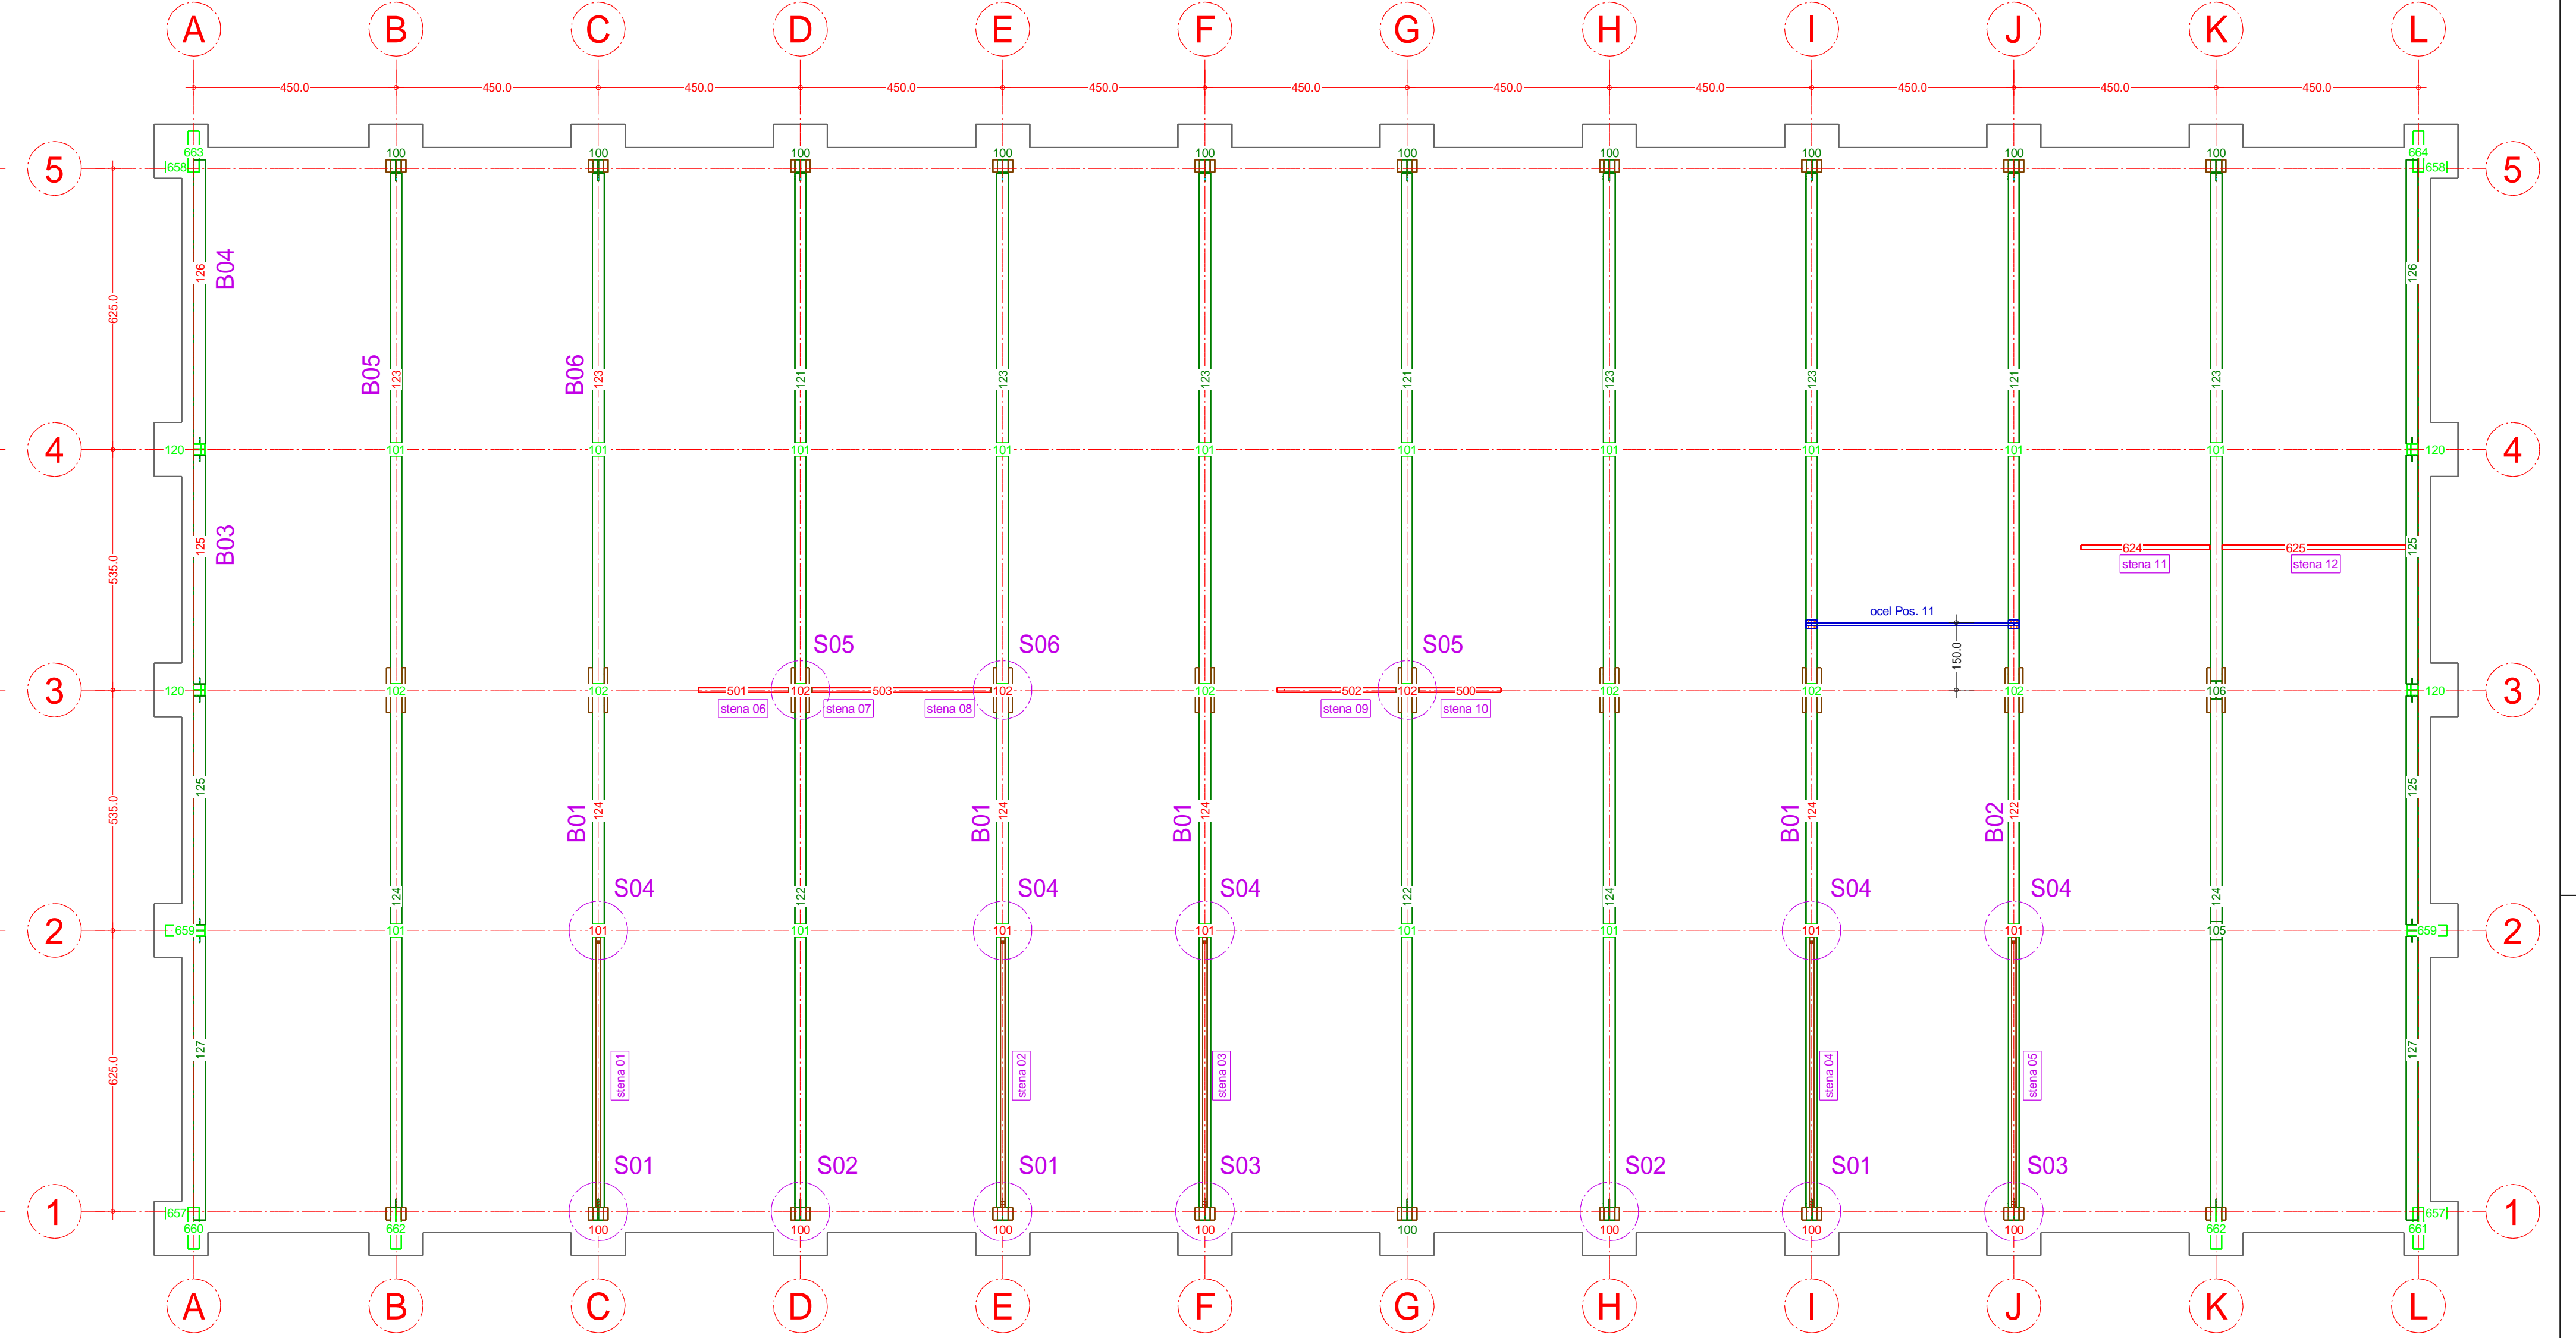 A B C D E F G H I J K L
450.0 450.0 450.0 450.0 450.0 450.0 450.0 450.0 450.0 450.0 450.0
663 100 100 100 100 100 100 100 100 100 100 664
5 658 658 5
126 B04 126
625.0
B05 123 B06 123 121 123 123 121 123 123 121 123
4 120 101 101 101 101 101 101 101 101 101 101 120 4
535.0 125 B03 624 625 125
stena 11 stena 12
ocel Pos. 11
S05 S06 S05 150.0
3 120 102 102 501 102 503 102 102 502 102 500 102 102 102 106 120 3
stena 06 stena 07 stena 08 stena 09 stena 10
535.0 125 B01 124 B01 124 B01 124 B01 124 B02 122 125
S04 S04 S04 S04 S04
124 122 122 124 124
2 659 101 101 101 101 101 101 101 101 101 105 659 2
625.0 127 stena 01 stena 02 stena 03 stena 04 stena 05 127
S01 S02 S01 S03 S02 S01 S03
1 657 657 1
660 662 100 100 100 100 100 100 100 100 662 661
A B C D E F G H I J K L